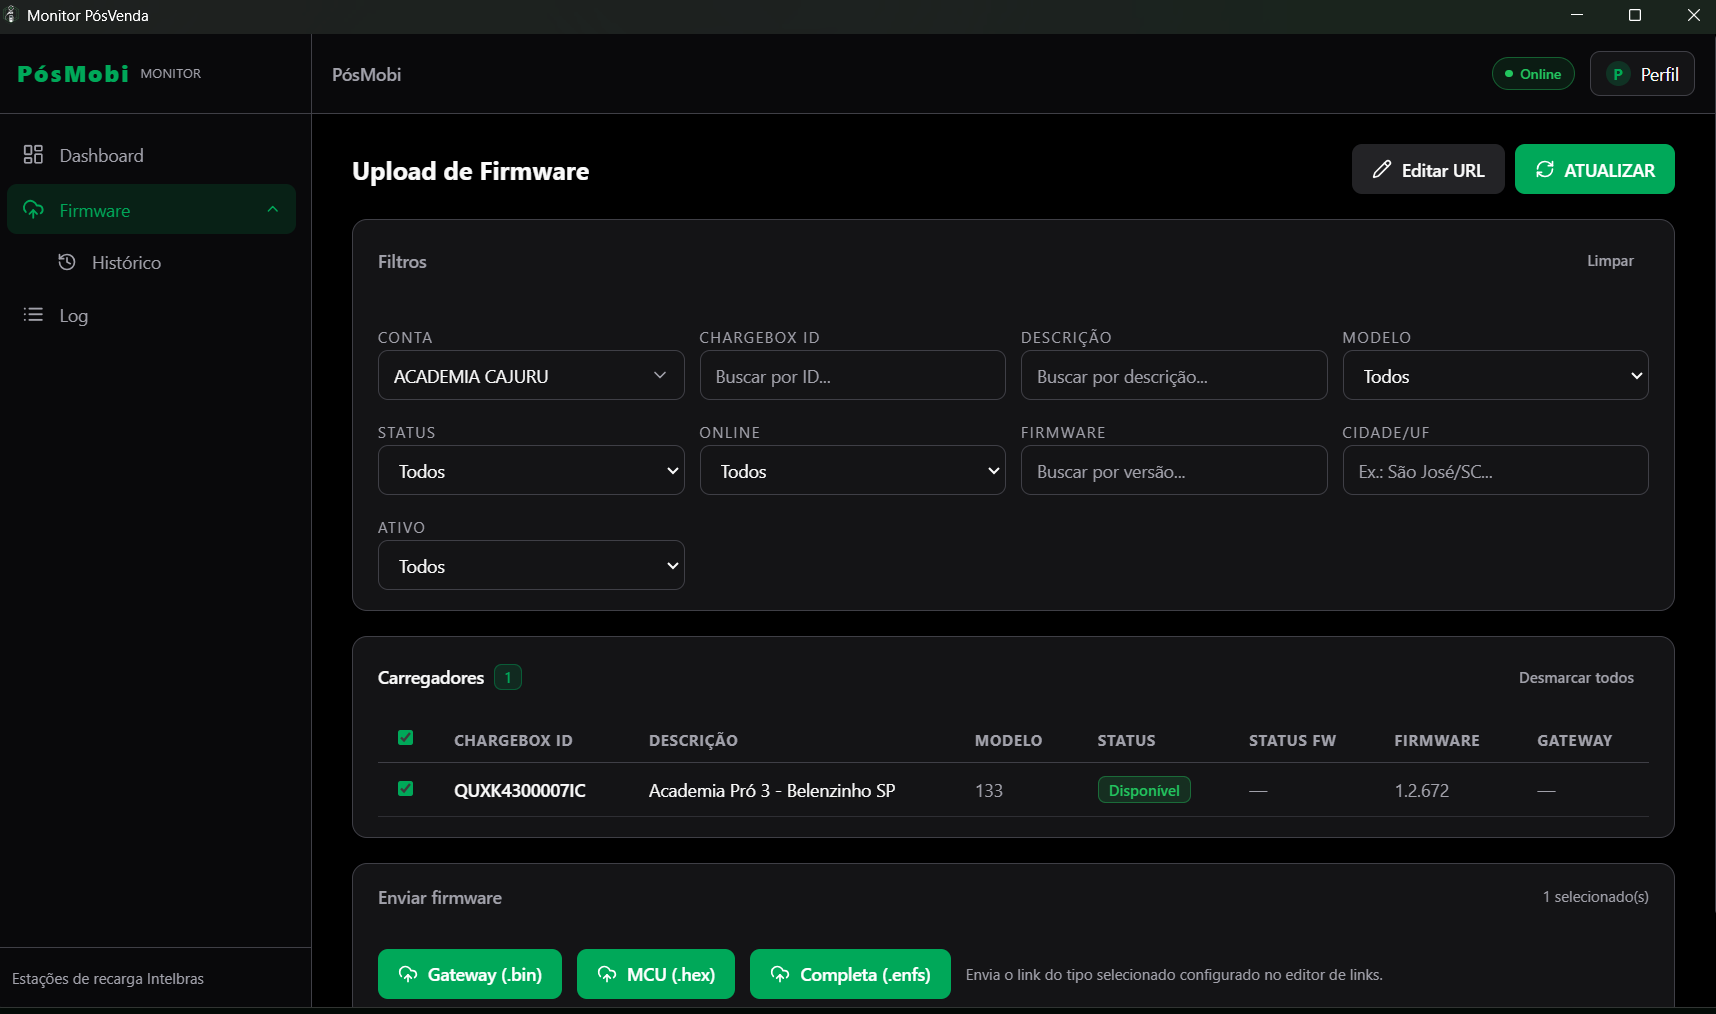 Monitor PósVenda
PósMobi MONITOR
PósMobi
Online
P Perfil
Dashboard
Firmware
Histórico
Log
Estações de recarga Intelbras
Upload de Firmware
Editar URL
ATUALIZAR
Filtros
Limpar
CONTA
ACADEMIA CAJURU
CHARGEBOX ID
Buscar por ID...
DESCRIÇÃO
Buscar por descrição...
MODELO
Todos
STATUS
Todos
ONLINE
Todos
FIRMWARE
Buscar por versão...
CIDADE/UF
Ex.: São José/SC...
ATIVO
Todos
Carregadores 1
Desmarcar todos
CHARGEBOX ID DESCRIÇÃO MODELO STATUS STATUS FW FIRMWARE GATEWAY
QUXK4300007IC Academia Pró 3 - Belenzinho SP 133 Disponível — 1.2.672 —
Enviar firmware
1 selecionado(s)
Gateway (.bin)
MCU (.hex)
Completa (.enfs)
Envia o link do tipo selecionado configurado no editor de links.